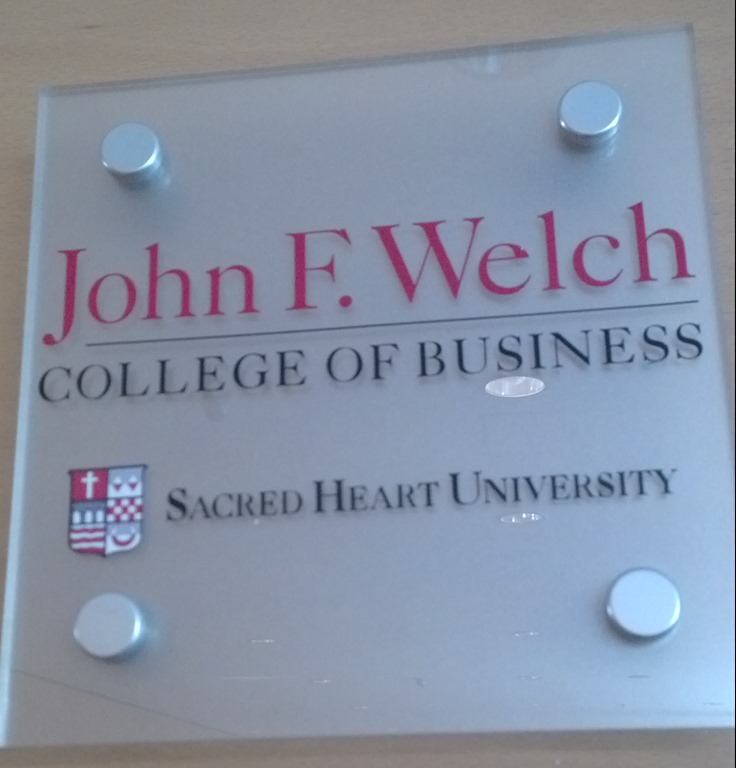 John F. Welch
COLLEGE OF BUSINESS
SACRED HEART UNIVERSITY